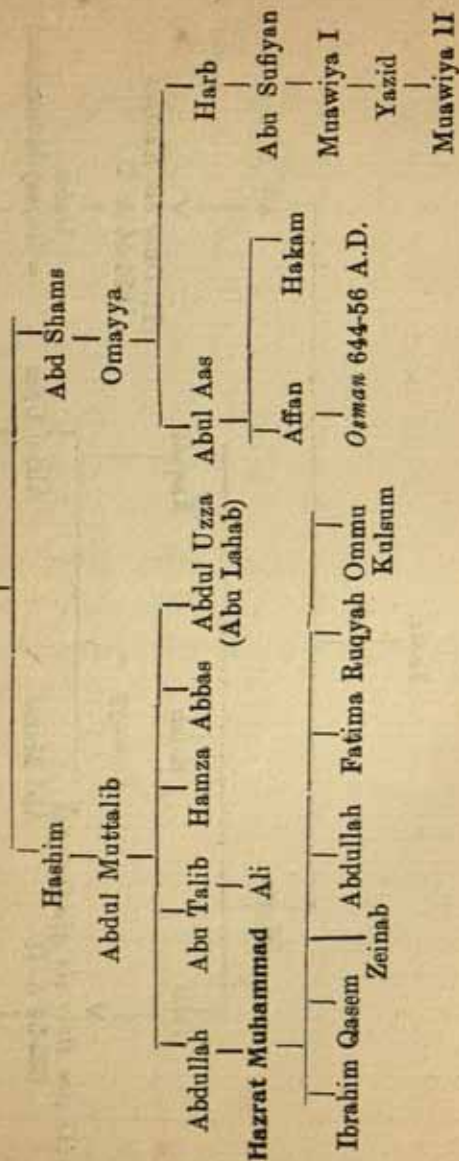 Hashim Abd Shams
Abdul Muttalib Omayya
Abdullah Abu Talib Hamza Abbas Abdul Uzza Abul Aas Harb
(Abu Lahab)
Hazrat Muhammad Ali Affan Hakam Abu Sufiyan
Osman 644-56 A.D. Muawiya I
Ibrahim Qasem Abdullah Fatima Ruqyah Ommu Yazid
Zeinab Kulsum
Muawiya II